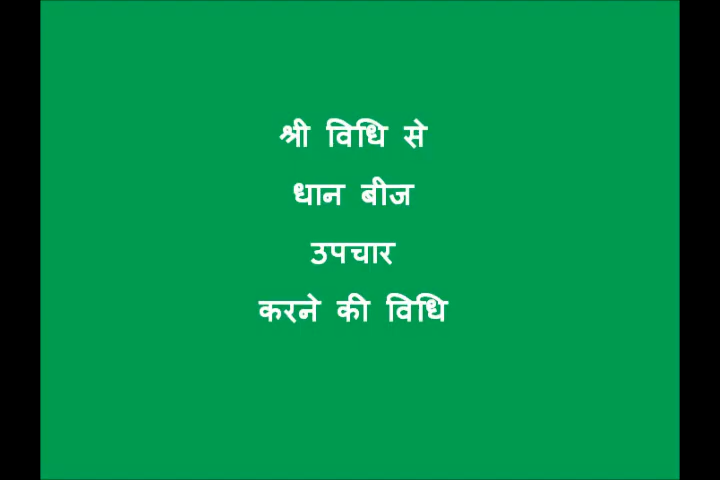 श्री विधि से
धान बीज
उपचार
करने की विधि